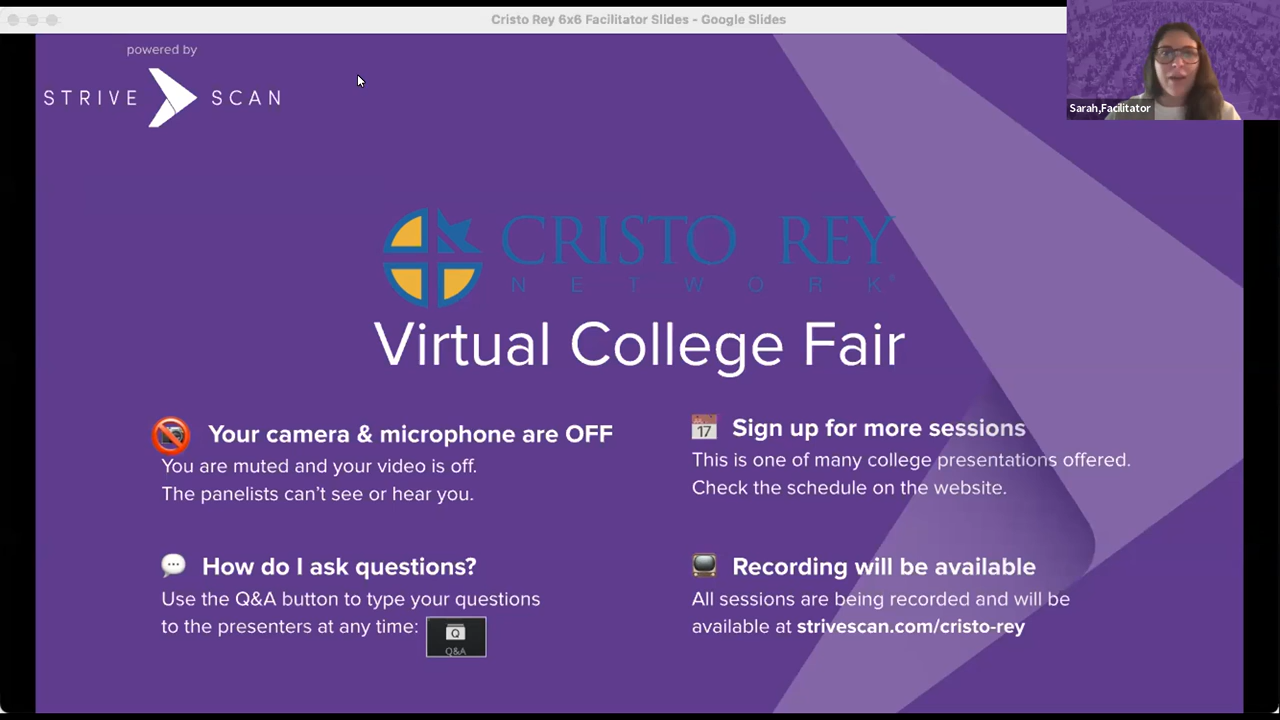 Cristo Rey 6x6 Facilitator Slides - Google Slides
Sarah,Facilitator
powered by
STRIVE SCAN
CRISTO REY
NETWORK®
Virtual College Fair
Your camera & microphone are OFF
You are muted and your video is off.
The panelists can't see or hear you.
How do I ask questions?
Use the Q&A button to type your questions
to the presenters at any time:
Q
Q&A
17
Sign up for more sessions
This is one of many college presentations offered.
Check the schedule on the website.
Recording will be available
All sessions are being recorded and will be
available at strivescan.com/cristo-rey